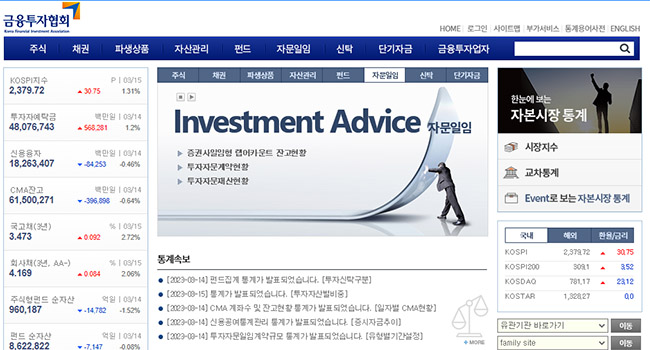 금융투자협회
Korea Financial Investment Association
HOME | 로그인 | 사이트맵 | 부가서비스 | 통계용어사전 | ENGLISH
주식 채권 파생상품 자산관리 펀드 자문일임 신탁 단기자금 금융투자업자
KOSPI지수 P | 03/15
2,379.72 ▲ 30.75 1.31%
투자자예탁금 백만일 | 03/14
48,076,743 ▲ 568,281 1.2%
신용융자 백만일 | 03/14
18,263,407 ▼ -84,253 -0.46%
CMA잔고 백만일 | 03/14
61,500,271 ▼ -396,898 -0.64%
국고채(3년) % | 03/15
3.473 ▲ 0.092 2.72%
회사채(3년, AA-) % | 03/15
4.169 ▲ 0.084 2.06%
주식형펀드 순자산 억일 | 03/14
960,187 ▼ -14,782 -1.52%
펀드 순자산 억일 | 03/14
8,622,822 ▼ -7,147 -0.08%
주식 채권 파생상품 자산관리 펀드 자문일임 신탁 단기자금
Investment Advice 자문일임
▶ 증권사일임형 랩어카운트 잔고현황
▶ 투자자문계약현황
▶ 투자자문재산현황
통계속보
[2023-03-14] 펀드집계 통계가 발표되었습니다. [투자신탁구분]
[2023-03-15] 통계가 발표되었습니다. [투자자산별비중]
[2023-03-14] CMA 계좌수 및 잔고현황 통계가 발표되었습니다. [일자별 CMA현황]
[2023-03-14] 신용공여통계관리 통계가 발표되었습니다. [증시자금추이]
[2023-03-14] 투자자문일임계약규모 통계가 발표되었습니다. [유형별기간설정]
+ MORE
한눈에 보는
자본시장 통계
시장지수
교차통계
Event로 보는 자본시장 통계
국내 해외 환율/금리
KOSPI 2,379.72 ▲ 30.75
KOSPI200 309.1 ▲ 3.52
KOSDAQ 781.17 ▲ 23.12
KOSTAR 1,328.27 0.0
유관기관 바로가기 이동
family site 이동